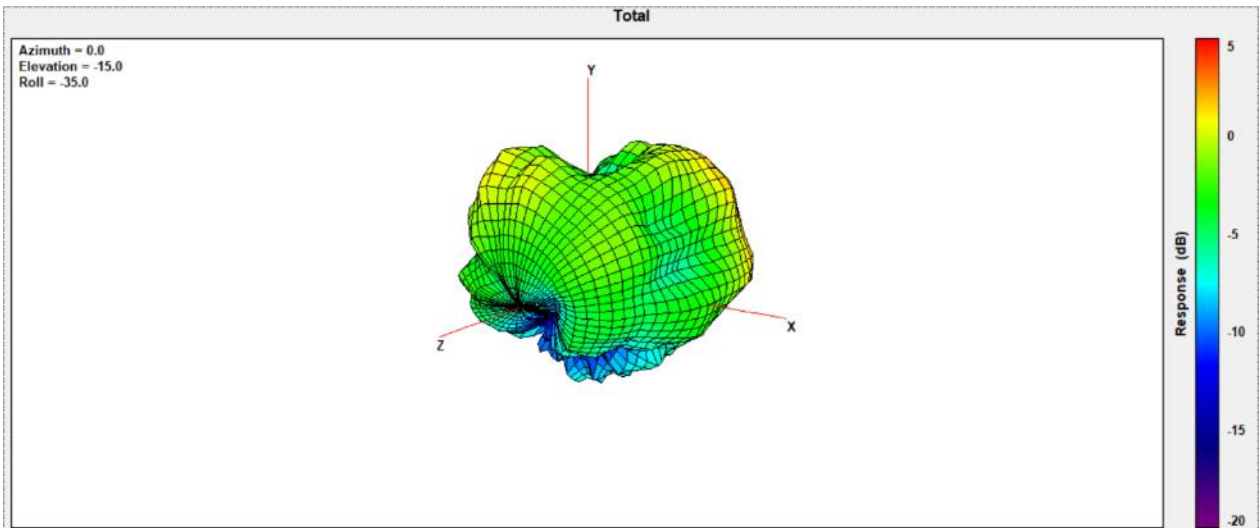 Total
Azimuth = 0.0
Elevation = -15.0
Roll = -35.0
Y
X
Z
5
0
-5
-10
-15
-20
Response (dB)